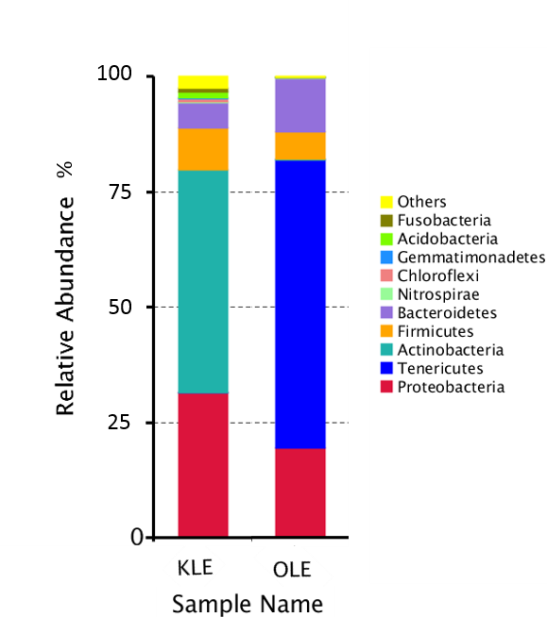 100
75
50
25
0
Relative Abundance %
KLE
OLE
Sample Name
Others
Fusobacteria
Acidobacteria
Gemmatimonadetes
Chloroflexi
Nitrospirae
Bacteroidetes
Firmicutes
Actinobacteria
Tenericutes
Proteobacteria